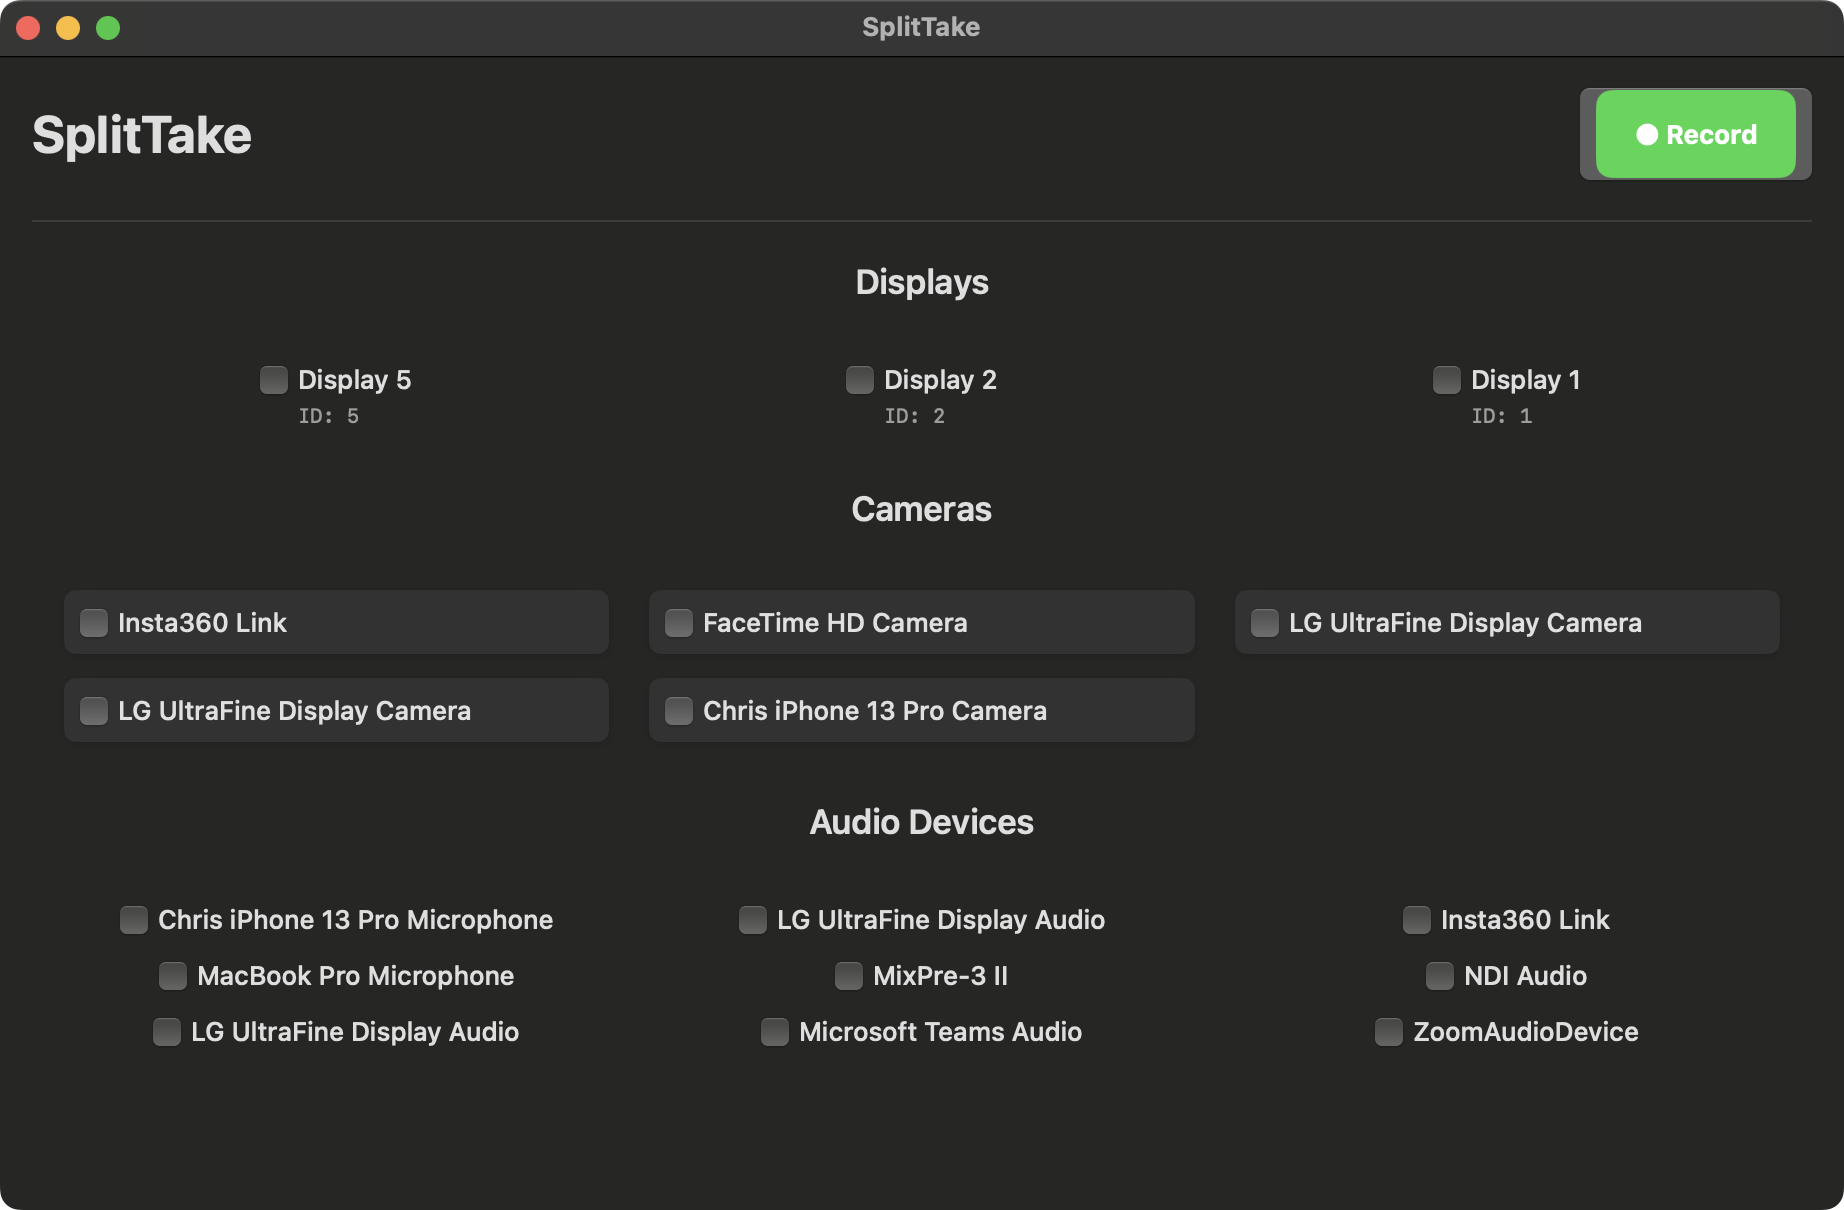 SplitTake
SplitTake
Record
Displays
Display 5
ID: 5
Display 2
ID: 2
Display 1
ID: 1
Cameras
Insta360 Link
FaceTime HD Camera
LG UltraFine Display Camera
LG UltraFine Display Camera
Chris iPhone 13 Pro Camera
Audio Devices
Chris iPhone 13 Pro Microphone
LG UltraFine Display Audio
Insta360 Link
MacBook Pro Microphone
MixPre-3 II
NDI Audio
LG UltraFine Display Audio
Microsoft Teams Audio
ZoomAudioDevice